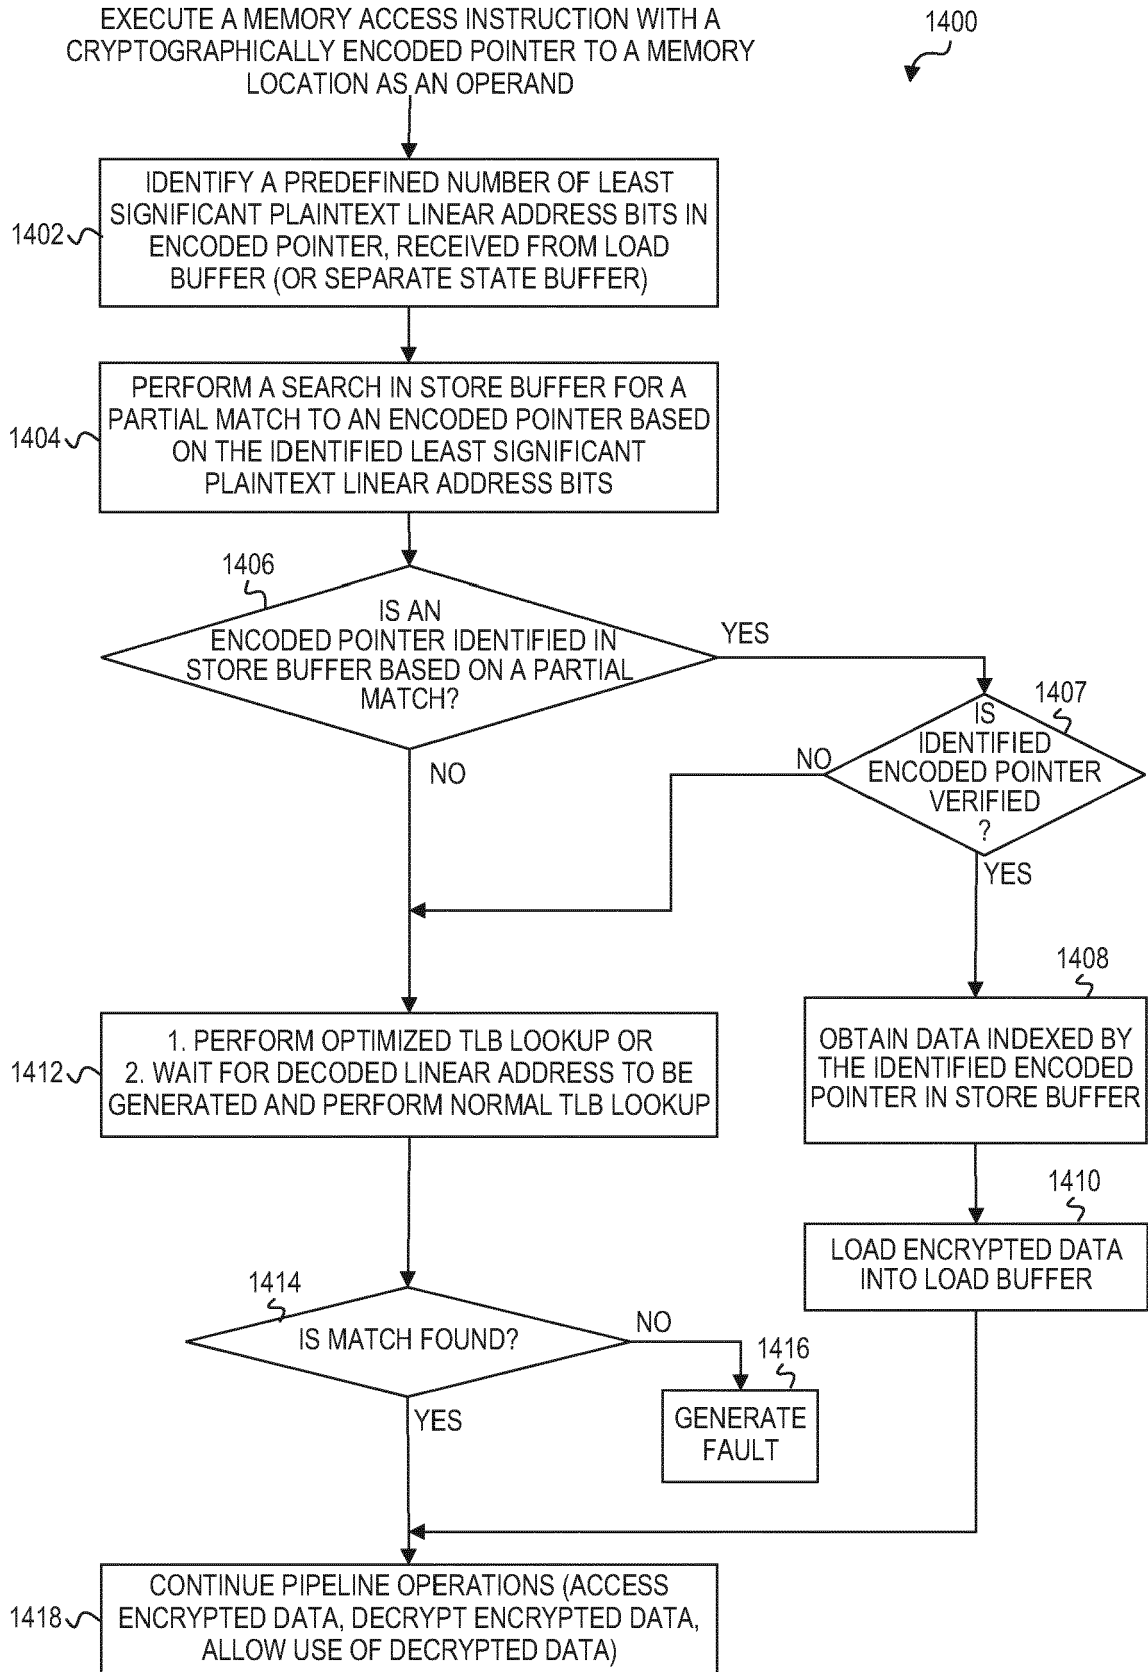 EXECUTE A MEMORY ACCESS INSTRUCTION WITH A
CRYPTOGRAPHICALLY ENCODED POINTER TO A MEMORY
LOCATION AS AN OPERAND
1400
1402
IDENTIFY A PREDEFINED NUMBER OF LEAST
SIGNIFICANT PLAINTEXT LINEAR ADDRESS BITS IN
ENCODED POINTER, RECEIVED FROM LOAD
BUFFER (OR SEPARATE STATE BUFFER)
1404
PERFORM A SEARCH IN STORE BUFFER FOR A
PARTIAL MATCH TO AN ENCODED POINTER BASED
ON THE IDENTIFIED LEAST SIGNIFICANT
PLAINTEXT LINEAR ADDRESS BITS
1406
IS AN
ENCODED POINTER IDENTIFIED IN
STORE BUFFER BASED ON A PARTIAL
MATCH?
YES
NO
1407
IS
IDENTIFIED
ENCODED POINTER
VERIFIED
?
NO
YES
1408
OBTAIN DATA INDEXED BY
THE IDENTIFIED ENCODED
POINTER IN STORE BUFFER
1410
LOAD ENCRYPTED DATA
INTO LOAD BUFFER
1412
1. PERFORM OPTIMIZED TLB LOOKUP OR
2. WAIT FOR DECODED LINEAR ADDRESS TO BE
GENERATED AND PERFORM NORMAL TLB LOOKUP
1414
IS MATCH FOUND?
NO
YES
1416
GENERATE
FAULT
1418
CONTINUE PIPELINE OPERATIONS (ACCESS
ENCRYPTED DATA, DECRYPT ENCRYPTED DATA,
ALLOW USE OF DECRYPTED DATA)